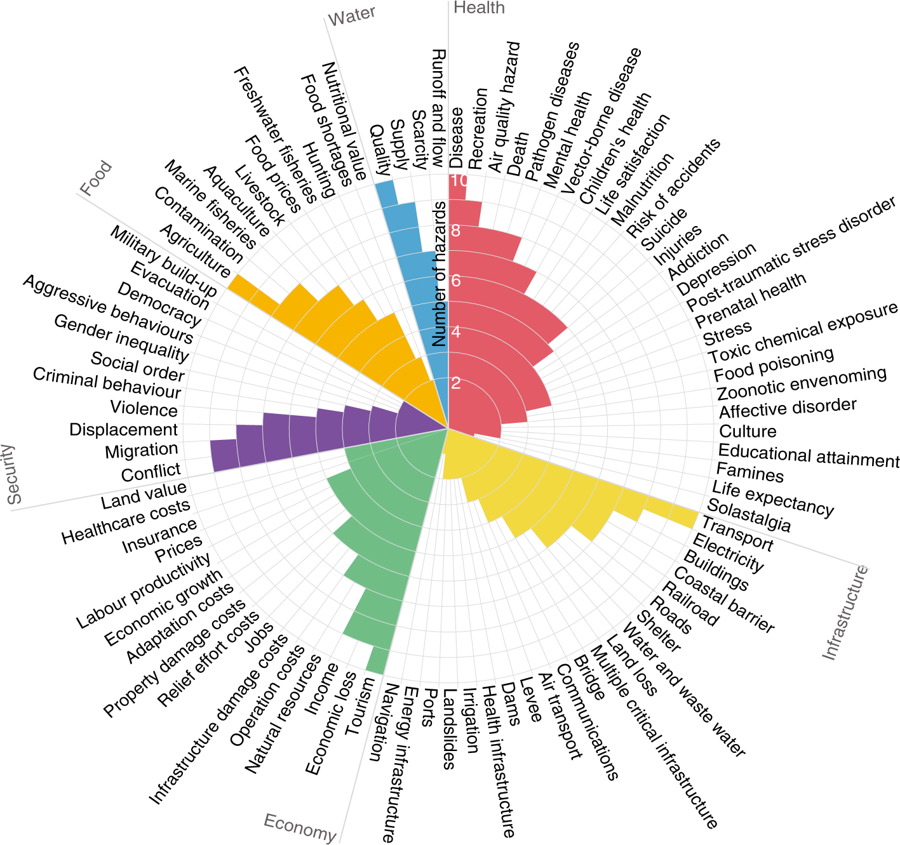 Health
Disease
Recreation
Air quality hazard
Death
Pathogen diseases
Mental health
Vector-borne disease
Children's health
Life satisfaction
Malnutrition
Risk of accidents
Suicide
Injuries
Addiction
Depression
Post-traumatic stress disorder
Prenatal health
Stress
Toxic chemical exposure
Food poisoning
Zoonotic envenoming
Affective disorder
Culture
Educational attainment
Famines
Life expectancy
Solastalgia
Infrastructure
Transport
Electricity
Buildings
Coastal barrier
Railroad
Roads
Shelter
Water and waste water
Land loss
Multiple critical infrastructure
Bridge
Communications
Air transport
Levee
Dams
Health infrastructure
Irrigation
Landslides
Ports
Energy infrastructure
Navigation
Economy
Tourism
Economic loss
Income
Natural resources
Operation costs
Infrastructure damage costs
Jobs
Relief effort costs
Property damage costs
Adaptation costs
Economic growth
Labour productivity
Prices
Insurance
Healthcare costs
Land value
Security
Conflict
Migration
Displacement
Violence
Criminal behaviour
Social order
Gender inequality
Aggressive behaviours
Democracy
Evacuation
Military build-up
Food
Agriculture
Contamination
Marine fisheries
Aquaculture
Livestock
Food prices
Freshwater fisheries
Hunting
Food shortages
Nutritional value
Water
Quality
Supply
Scarcity
Runoff and flow
Number of hazards
10
8
6
4
2